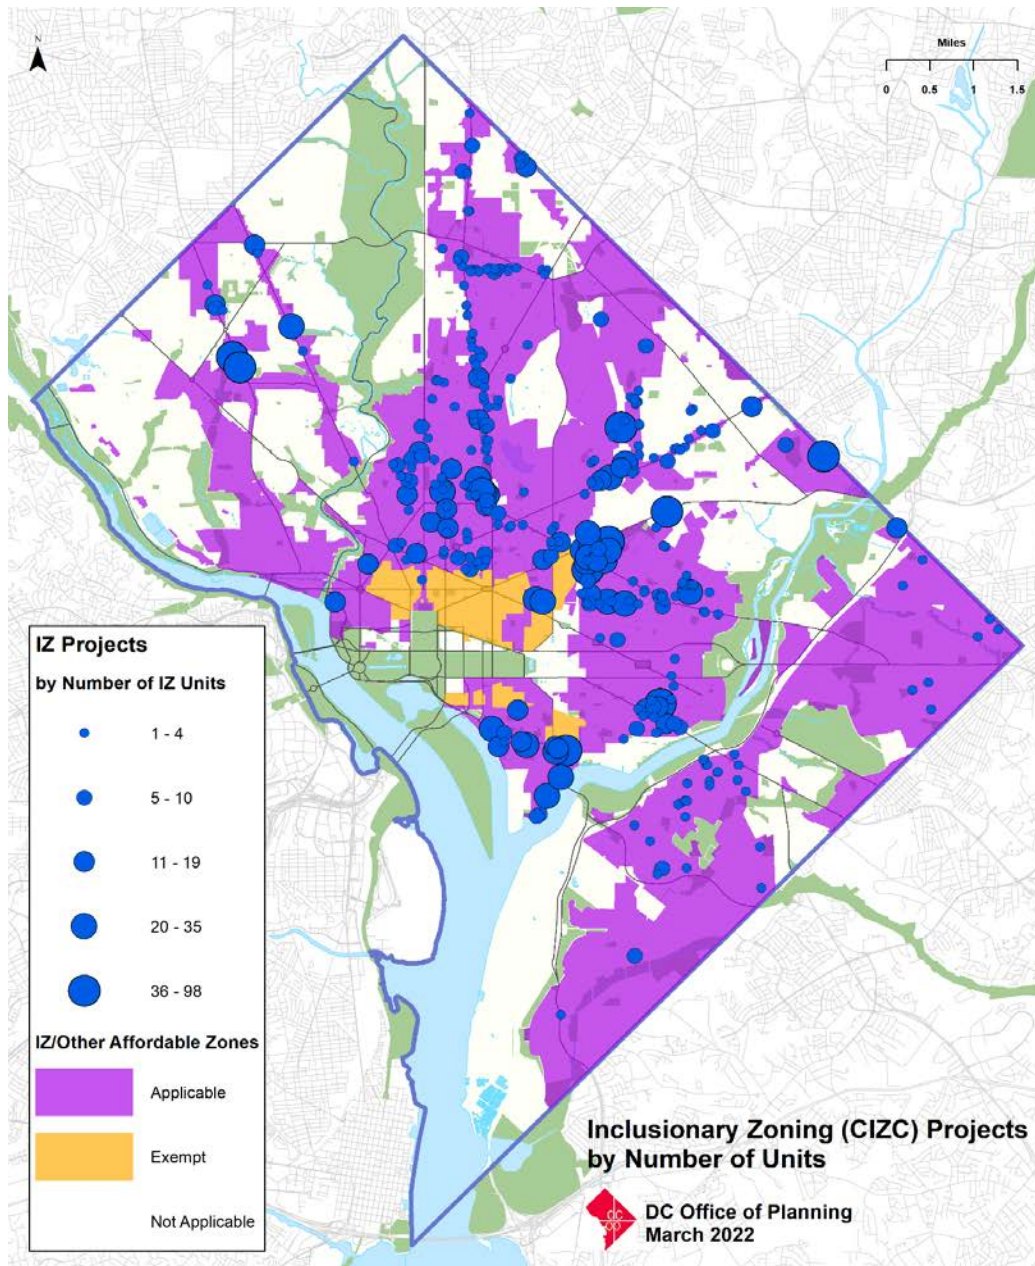 N
Miles
0 0.5 1 1.5
IZ Projects
by Number of IZ Units
1 - 4
5 - 10
11 - 19
20 - 35
36 - 98
IZ/Other Affordable Zones
Applicable
Exempt
Not Applicable
Inclusionary Zoning (CIZC) Projects
by Number of Units
dc
op
DC Office of Planning
March 2022